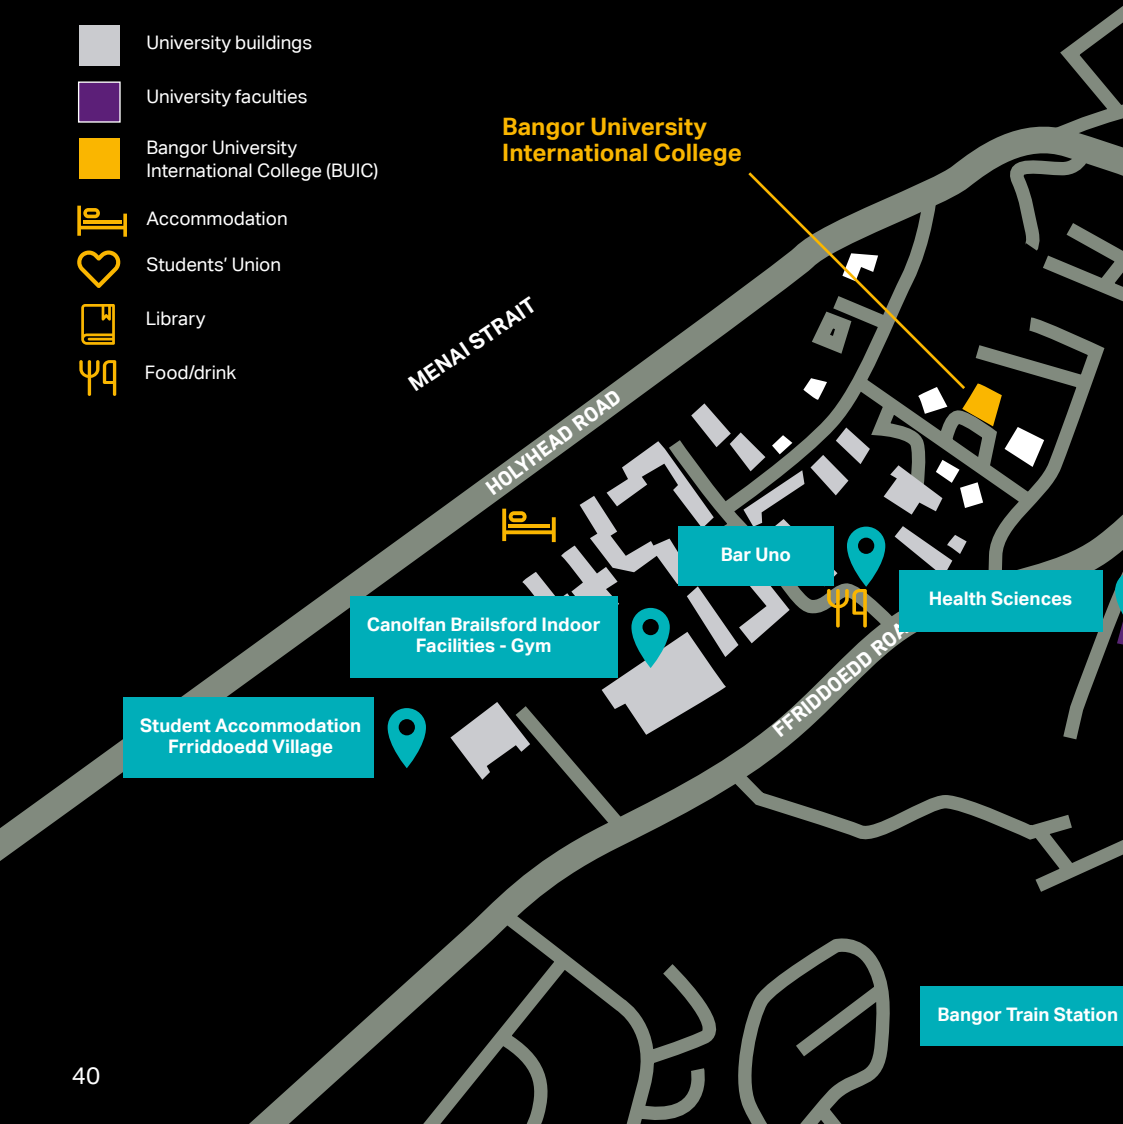 University buildings
University faculties
Bangor University
International College (BUIC)
Accommodation
Students' Union
Library
Food/drink
Bangor University
International College
MENAI STRAIT
HOLYHEAD ROAD
Bar Uno
Health Sciences
Canolfan Brailsford Indoor
Facilities - Gym
FFRIDDOEDD ROA
Student Accommodation
Frriddoedd Village
Bangor Train Station
40